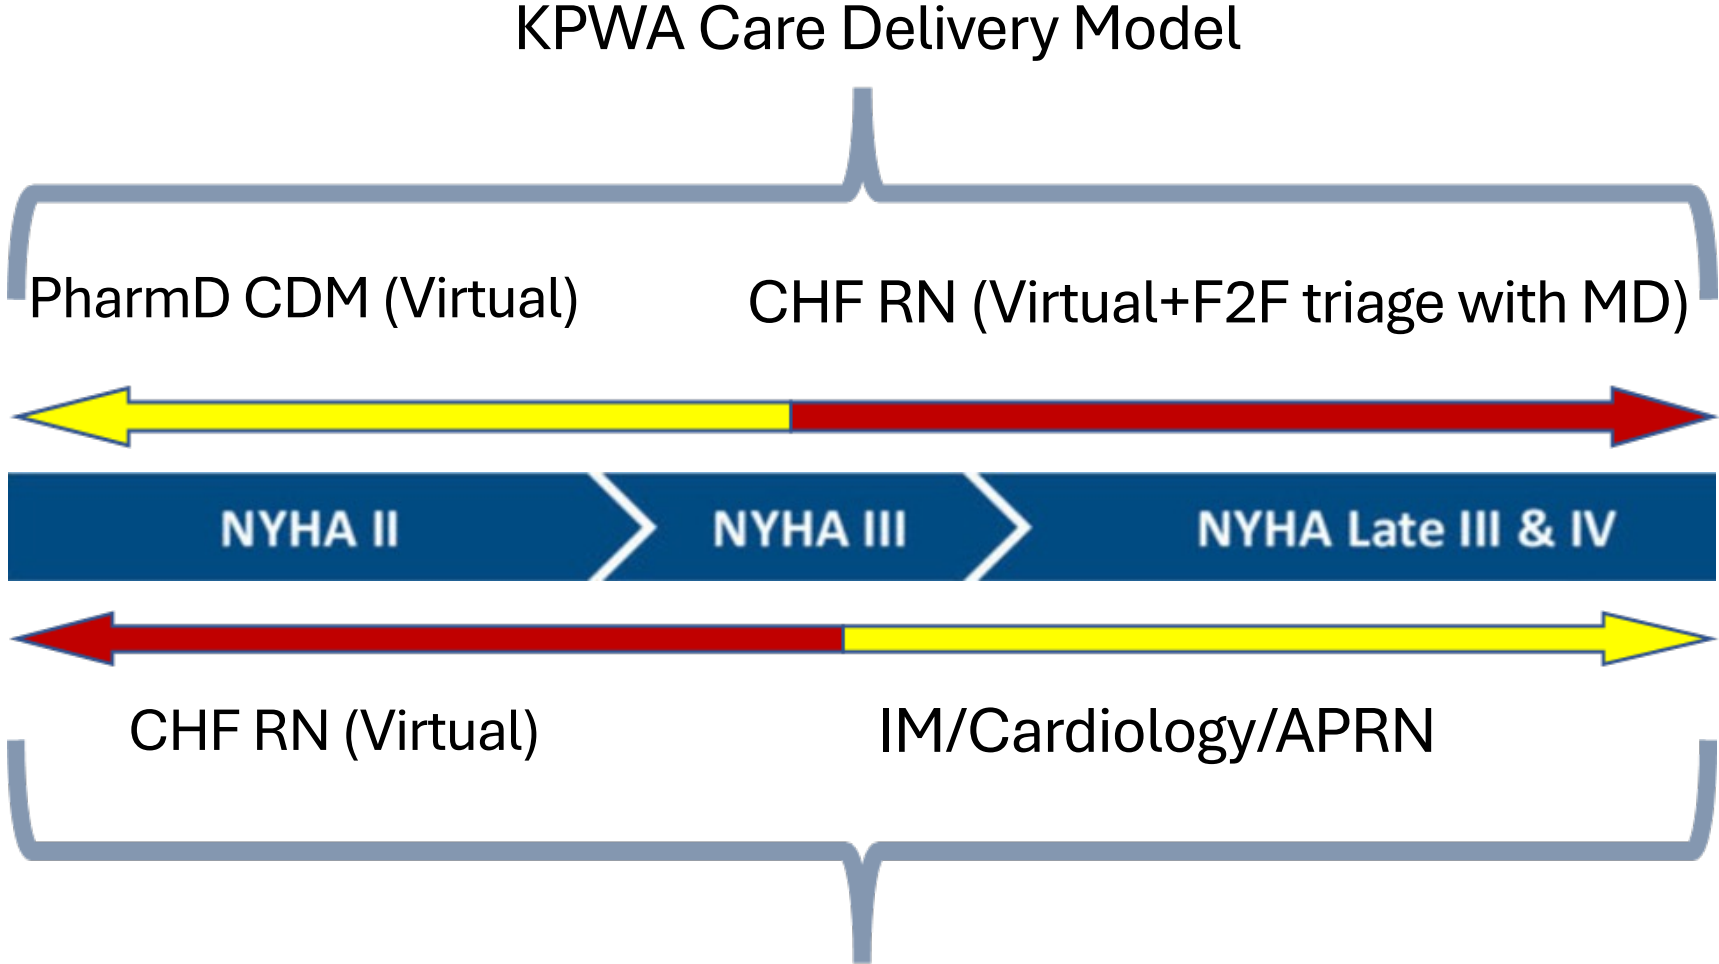 KPWA Care Delivery Model
PharmD CDM (Virtual)
CHF RN (Virtual+F2F triage with MD)
NYHA II
NYHA III
NYHA Late III & IV
CHF RN (Virtual)
IM/Cardiology/APRN